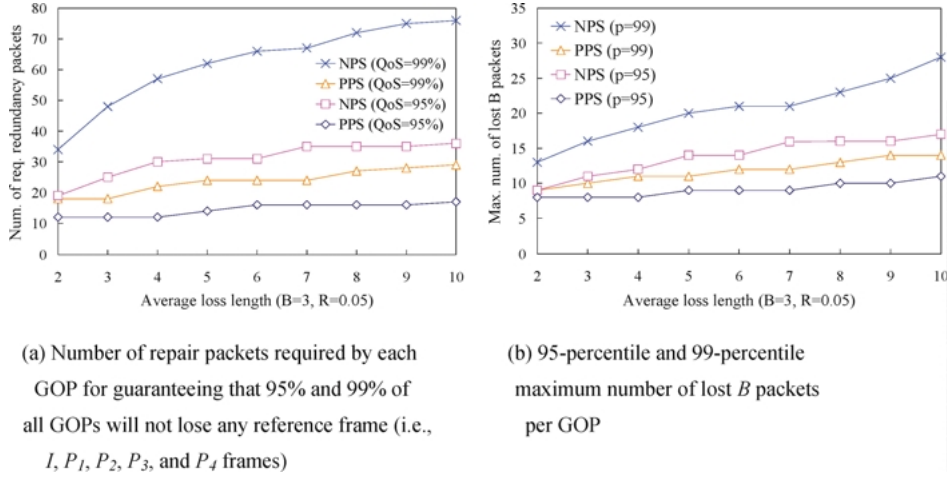 80
70
60
50
40
30
20
10
0
Num. of req. redundancy packets
NPS (QoS=99%)
PPS (QoS=99%)
NPS (QoS=95%)
PPS (QoS=95%)
2 3 4 5 6 7 8 9 10
Average loss length (B=3, R=0.05)
35
30
25
20
15
10
5
0
Max. num. of lost B packets
NPS (p=99)
PPS (p=99)
NPS (p=95)
PPS (p=95)
2 3 4 5 6 7 8 9 10
Average loss length (B=3, R=0.05)
(a) Number of repair packets required by each
GOP for guaranteeing that 95% and 99% of
all GOPs will not lose any reference frame (i.e.,
I, P1, P2, P3, and P4 frames)
(b) 95-percentile and 99-percentile
maximum number of lost B packets
per GOP